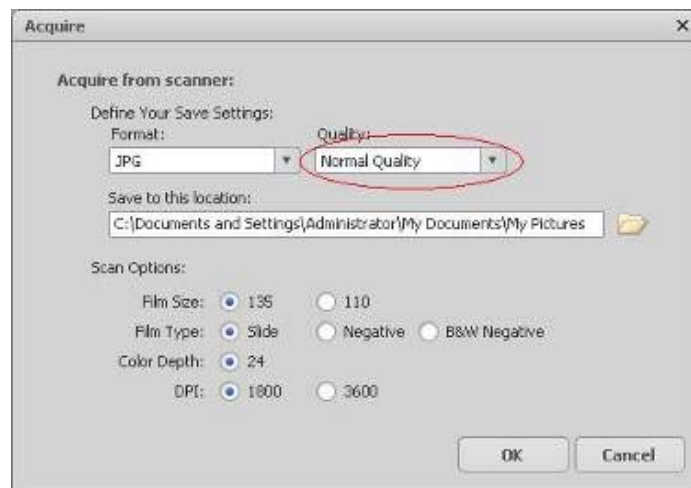 Acquire
Acquire from scanner:
Define Your Save Settings:
Format: Quality:
JPG Normal Quality
Save to this location:
C:\Documents and Settings\Administrator\My Documents\My Pictures
Scan Options:
Film Size: 135 110
Film Type: Slide Negative B&W Negative
Color Depth: 24
DPI: 1800 3600
OK Cancel